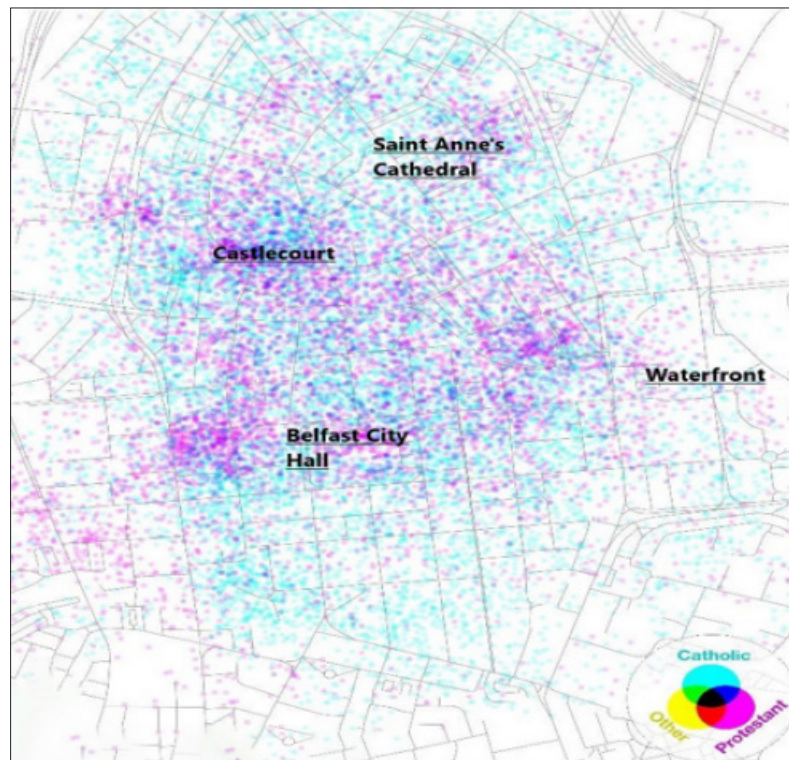 Saint Anne's
Cathedral
Castlecourt
Waterfront
Belfast City
Hall
Catholic
Other
Protestant